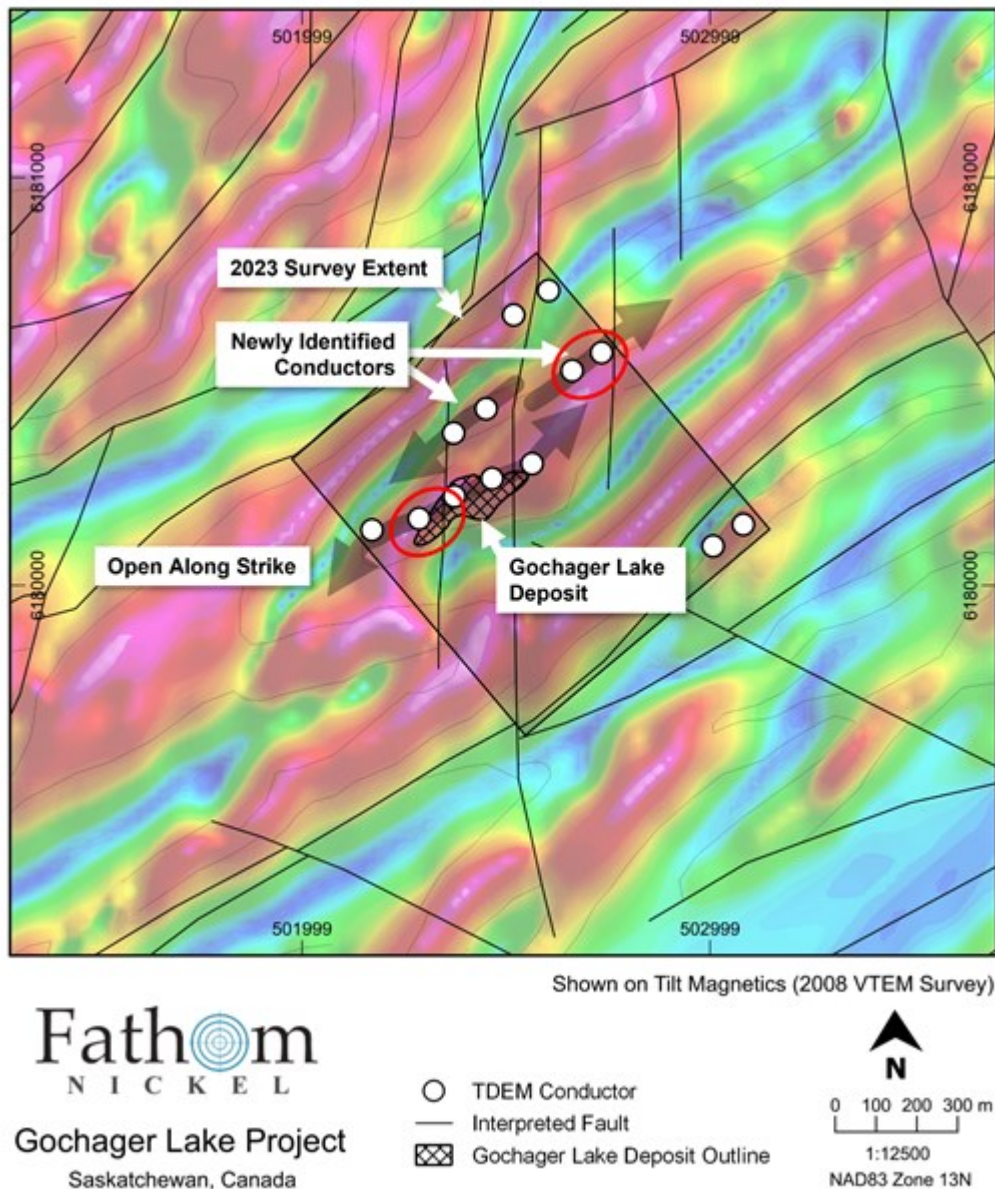 501999
502999
6181000
6181000
2023 Survey Extent
Newly Identified
Conductors
Open Along Strike
Gochager Lake
Deposit
6180000
6180000
501999
502999
Shown on Tilt Magnetics (2008 VTEM Survey)
Fathom
NICKEL
Gochager Lake Project
Saskatchewan, Canada
TDEM Conductor
Interpreted Fault
Gochager Lake Deposit Outline
N
0 100 200 300 m
1:12500
NAD83 Zone 13N